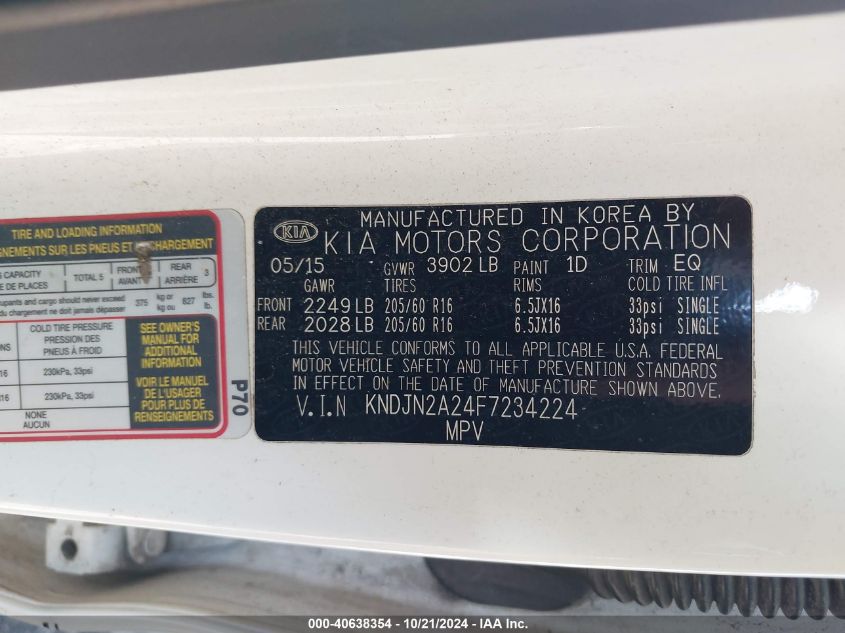 TIRE AND LOADING INFORMATION
GNEMENTS SUR LES PNEUS ET CHARGEMENT
CAPACITY
E DE PLACES
TOTAL 5
FRONT
AVANT
REAR
ARRIÈRE
3
upants and cargo should never exceed 375 kg or 827 lbs.
du chargement ne doit jamais dépasser kg ou lb.
COLD TIRE PRESSURE
PRESSION DES
PNEUS À FROID
230kPa, 33psi
230kPa, 33psi
NONE
AUCUN
SEE OWNER'S
MANUAL FOR
ADDITIONAL
INFORMATION
VOIR LE MANUEL
DE L'USAGER
POUR PLUS DE
RENSEIGNEMENTS
P70
KIA
MANUFACTURED IN KOREA BY
KIA MOTORS CORPORATION
05/15 GVWR 3902 LB PAINT 1D TRIM EQ
GAWR TIRES RIMS COLD TIRE INFL
FRONT 2249 LB 205/60 R16 6.5JX16 33psi SINGLE
REAR 2028 LB 205/60 R16 6.5JX16 33psi SINGLE
THIS VEHICLE CONFORMS TO ALL APPLICABLE U.S.A. FEDERAL
MOTOR VEHICLE SAFETY AND THEFT PREVENTION STANDARDS
IN EFFECT ON THE DATE OF MANUFACTURE SHOWN ABOVE.
V.I.N KNDJN2A24F7234224
MPV
000-40638354 - 10/21/2024 - IAA Inc.